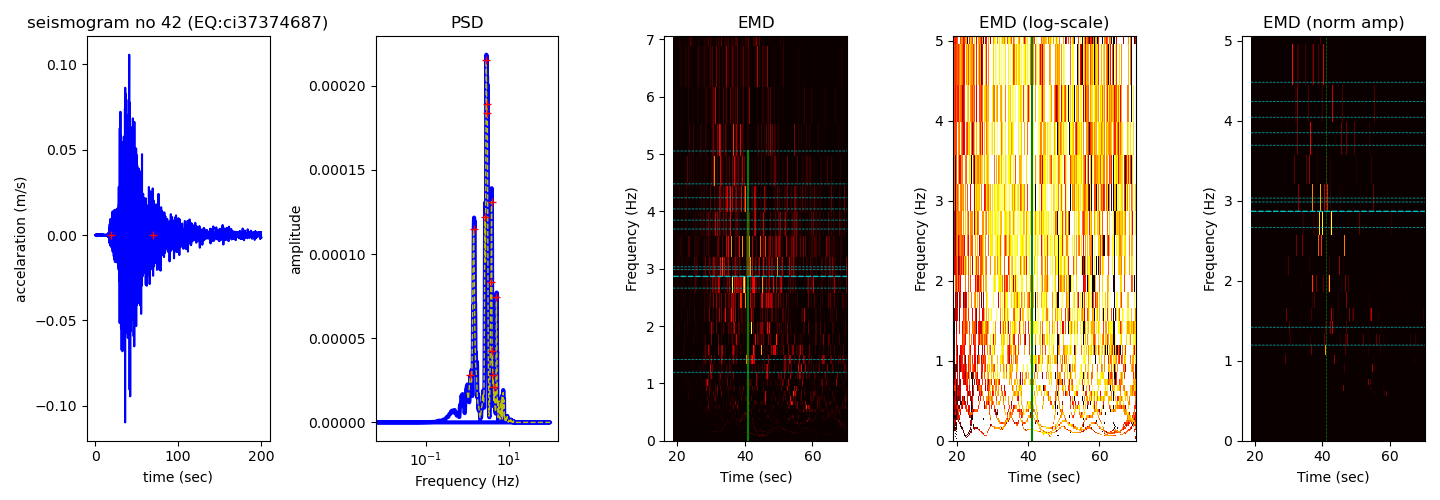 seismogram no 42 (EQ:ci37374687)
PSD
EMD
EMD (log-scale)
EMD (norm amp)
accelaration (m/s)
0.10
0.05
0.00
−0.05
−0.10
0
100
200
time (sec)
amplitude
0.00020
0.00015
0.00010
0.00005
0.00000
10⁻¹
10¹
Frequency (Hz)
Frequency (Hz)
7
6
5
4
3
2
1
0
20
40
60
Time (sec)
Frequency (Hz)
5
4
3
2
1
0
20
40
60
Time (sec)
Frequency (Hz)
5
4
3
2
1
0
20
40
60
Time (sec)